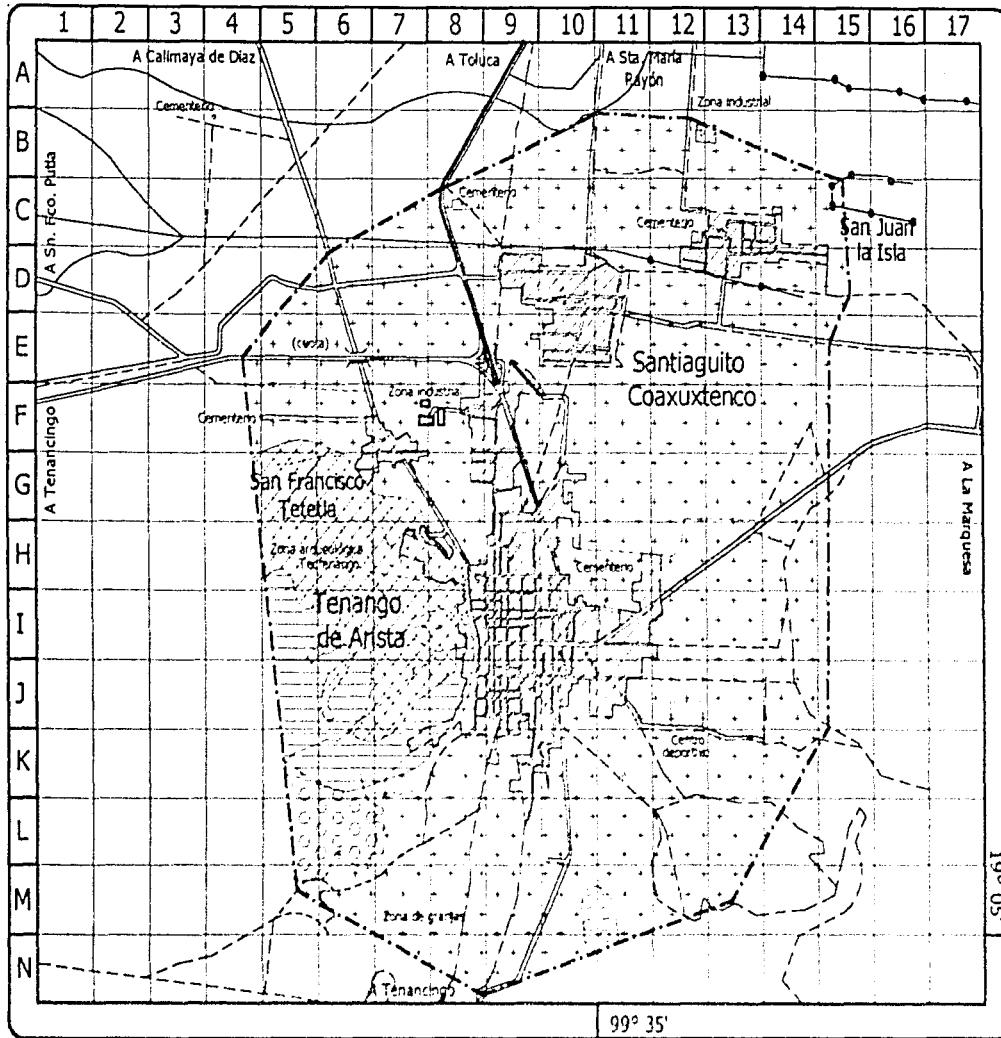 1 2 3 4 5 6 7 8 9 10 11 12 13 14 15 16 17
A
B
C
D
E
F
G
H
I
J
K
L
M
N
A Calimaya de Diaz
A Toluca
A Sta. Maria
Rayón
Cementerio
Zona industrial
A Sn. Fco. Putla
Cementerio
Cementerio
San Juan
la Isla
(cuota)
Santiaguito
Coaxuxtenco
Zona industrial
Cementerio
A Tenancingo
San Francisco
Tetetla
A La Marquesa
Zona arqueológica
Teotenango
Cementerio
Tenango
de Arista
Centro
deportivo
Zona de granjas
A Tenancingo
19° 05'
99° 35'